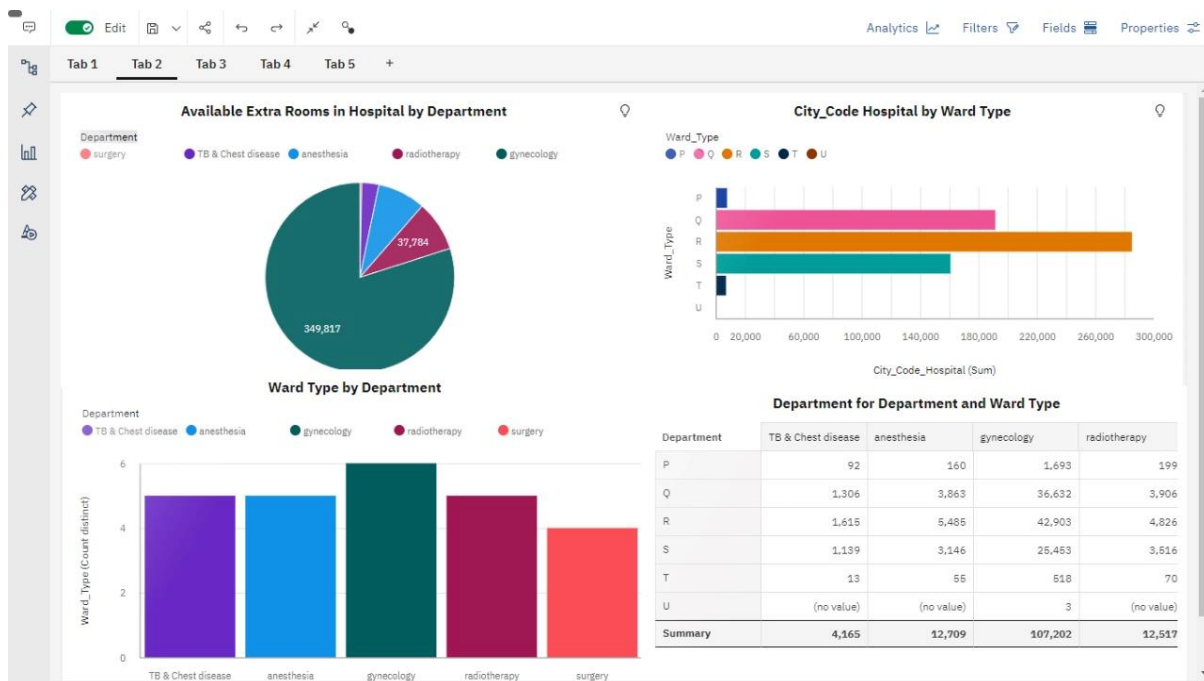 Edit
Analytics
Filters
Fields
Properties
Tab 1
Tab 2
Tab 3
Tab 4
Tab 5
+
Available Extra Rooms in Hospital by Department
Department
surgery TB & Chest disease anesthesia radiotherapy gynecology
37,784
349,817
City_Code Hospital by Ward Type
Ward_Type
P Q R S T U
Ward_Type
P
Q
R
S
T
U
0 20,000 60,000 100,000 140,000 180,000 220,000 260,000 300,000
City_Code_Hospital (Sum)
Ward Type by Department
Department
TB & Chest disease anesthesia gynecology radiotherapy surgery
Ward_Type (Count distinct)
6
4
2
0
TB & Chest disease anesthesia gynecology radiotherapy surgery
Department for Department and Ward Type
Department TB & Chest disease anesthesia gynecology radiotherapy
P 92 160 1,693 199
Q 1,306 3,863 36,632 3,906
R 1,615 5,485 42,903 4,826
S 1,139 3,146 25,453 3,516
T 13 55 518 70
U (no value) (no value) 3 (no value)
Summary 4,165 12,709 107,202 12,517